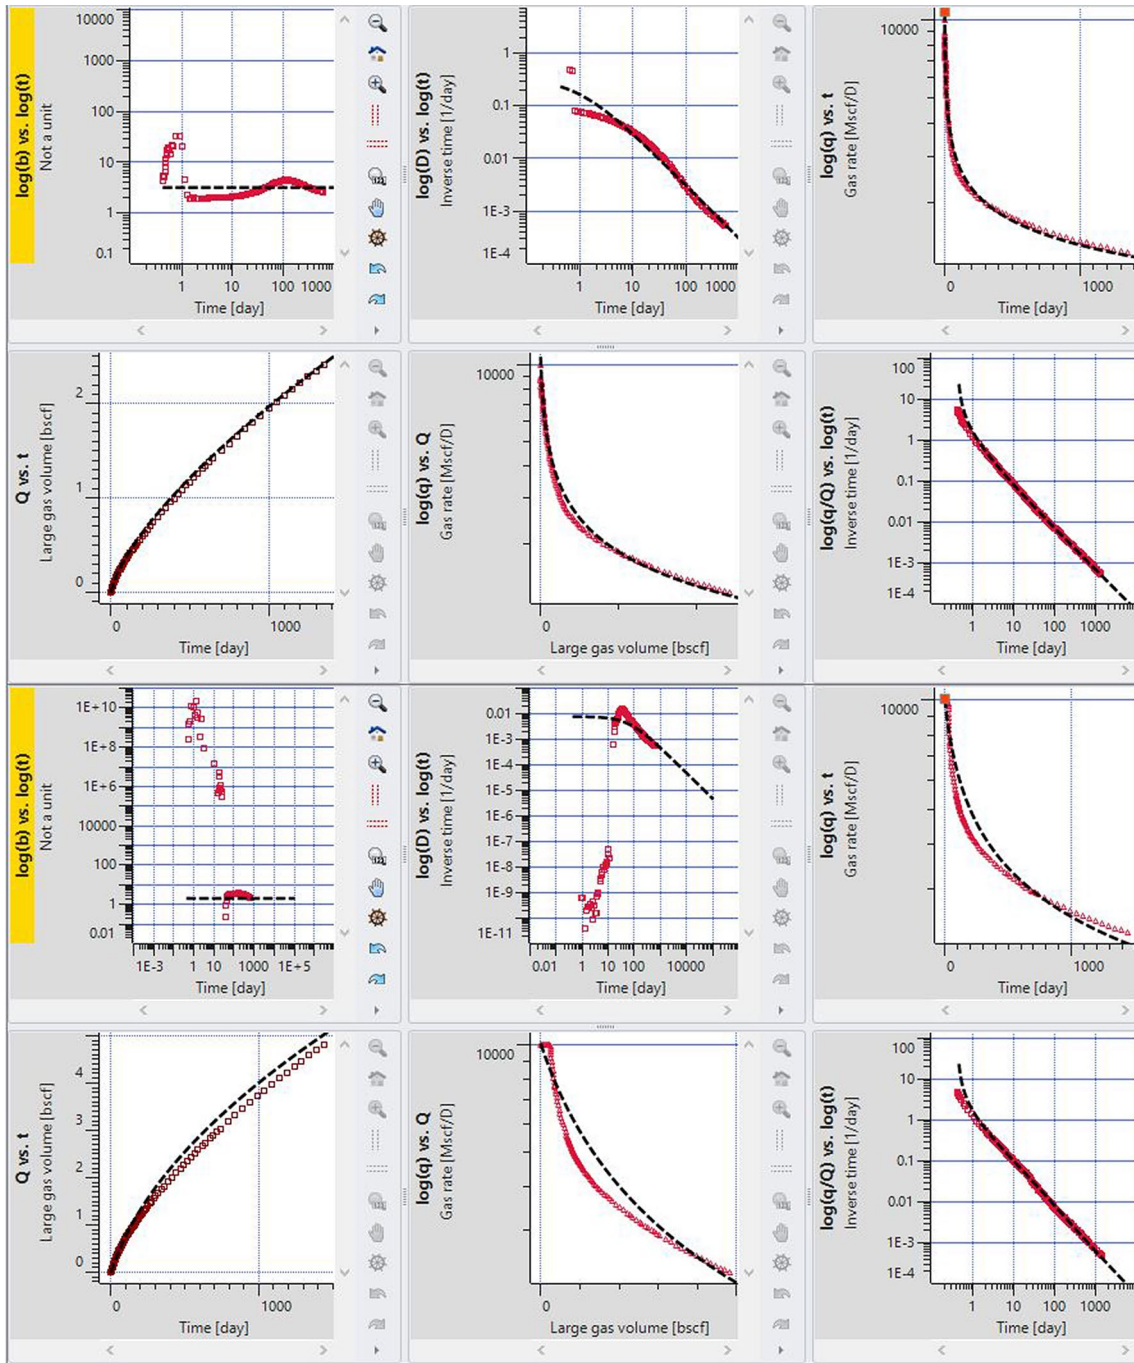 log(b) vs. log(t)
Not a unit
10000
1000
100
10
1
0.1
1
10
100
1000
Time [day]
log(D) vs. log(t)
Inverse time [1/day]
1
0.1
0.01
1E-3
1E-4
1
10
100
1000
Time [day]
log(q) vs. t
Gas rate [Mscf/D]
10000
0
1000
Time [day]
Q vs. t
Large gas volume [bscf]
2
1
0
0
1000
Time [day]
log(q) vs. Q
Gas rate [Mscf/D]
10000
0
Large gas volume [bscf]
log(q/Q) vs. log(t)
Inverse time [1/day]
100
10
1
0.1
0.01
1E-3
1E-4
1
10
100
1000
Time [day]
log(b) vs. log(t)
Not a unit
1E+10
1E+8
1E+6
10000
100
1
0.01
1E-3
1
10
1000
1E+5
Time [day]
log(D) vs. log(t)
Inverse time [1/day]
0.01
1E-3
1E-4
1E-5
1E-6
1E-7
1E-8
1E-9
1E-11
0.01
1
10
100
10000
Time [day]
log(q) vs. t
Gas rate [Mscf/D]
10000
0
1000
Time [day]
Q vs. t
Large gas volume [bscf]
4
3
2
1
0
0
1000
Time [day]
log(q) vs. Q
Gas rate [Mscf/D]
10000
0
Large gas volume [bscf]
log(q/Q) vs. log(t)
Inverse time [1/day]
100
10
1
0.1
0.01
1E-3
1E-4
1
10
100
1000
Time [day]